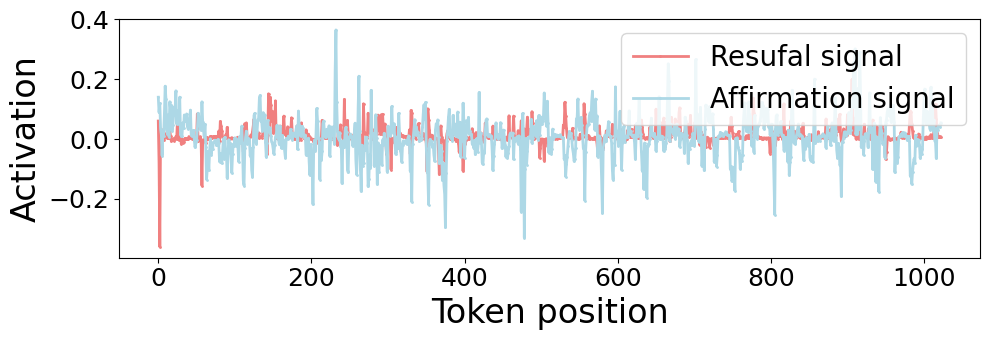 Activation
0.4
0.2
0.0
−0.2
Resufal signal
Affirmation signal
0 200 400 600 800 1000
Token position